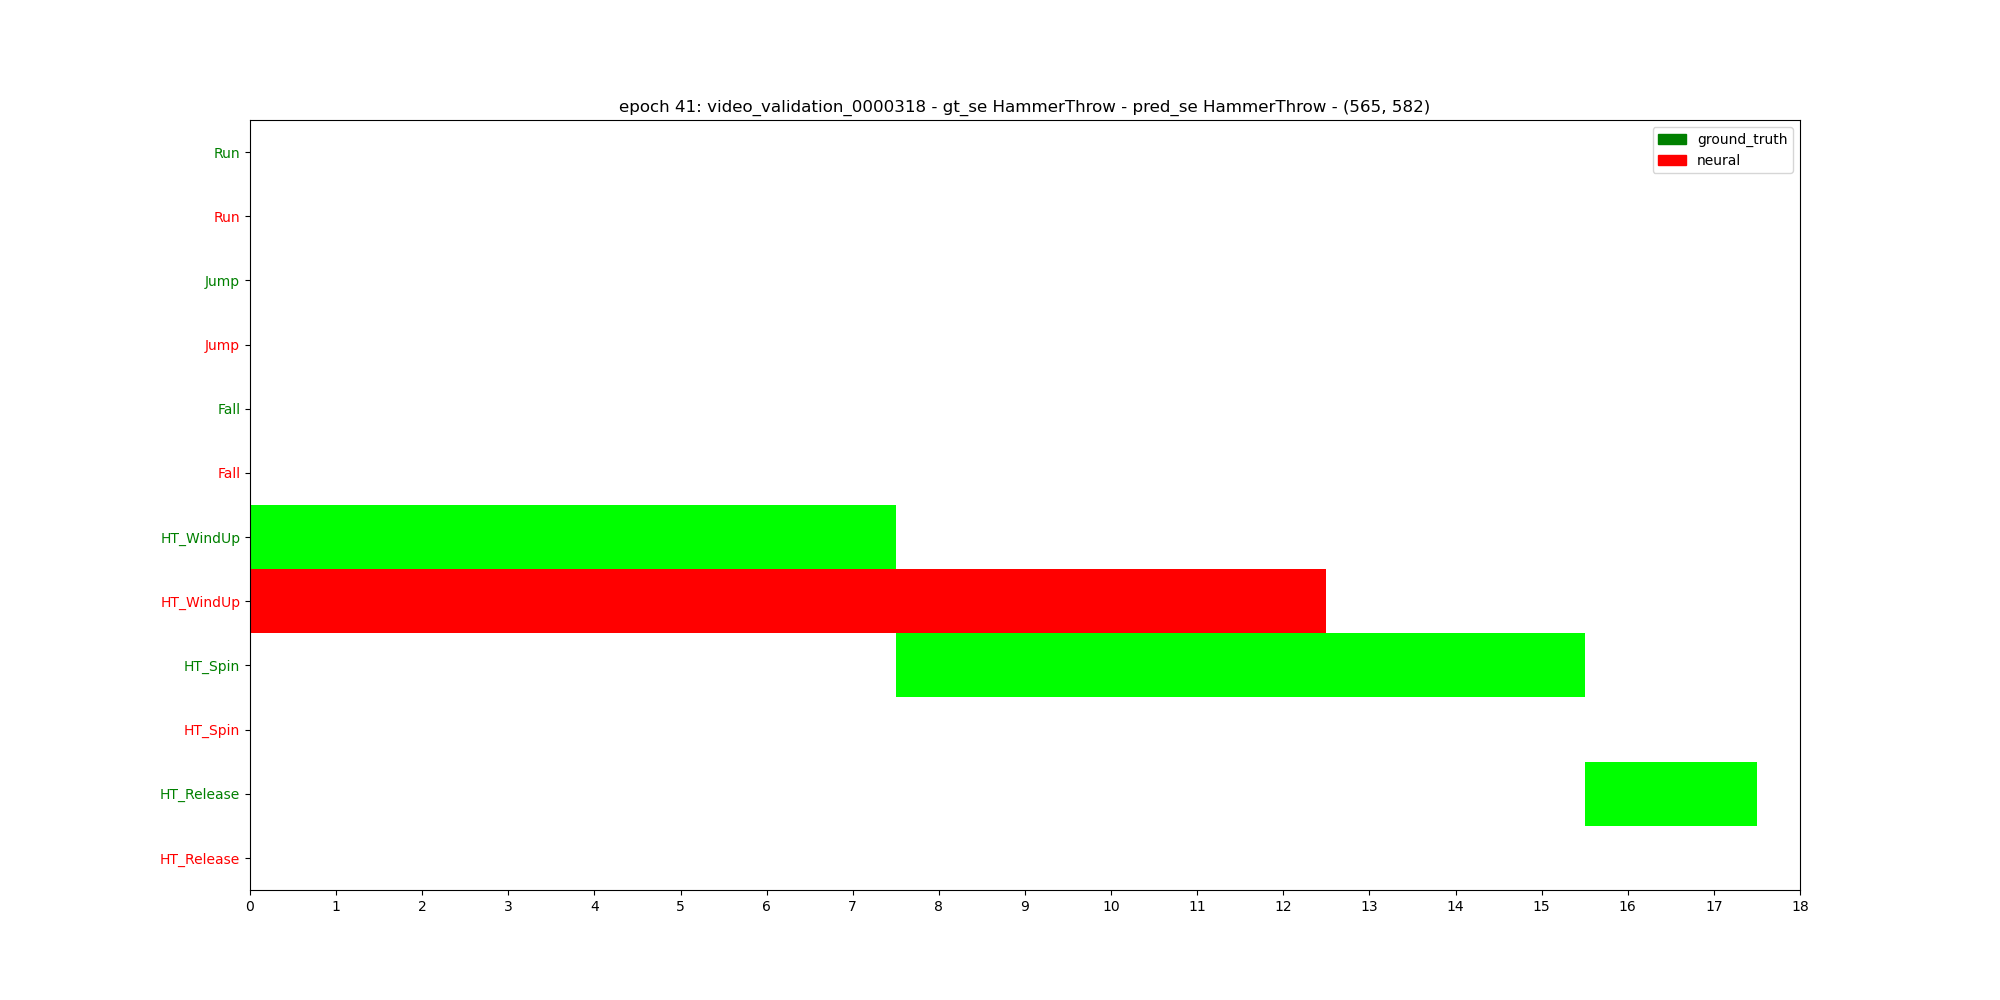 epoch 41: video_validation_0000318 - gt_se HammerThrow - pred_se HammerThrow - (565, 582)
ground_truth
neural
Run
Run
Jump
Jump
Fall
Fall
HT_WindUp
HT_WindUp
HT_Spin
HT_Spin
HT_Release
HT_Release
0 1 2 3 4 5 6 7 8 9 10 11 12 13 14 15 16 17 18